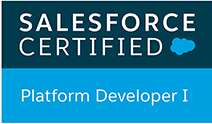 SALESFORCE
CERTIFIED
Platform Developer I